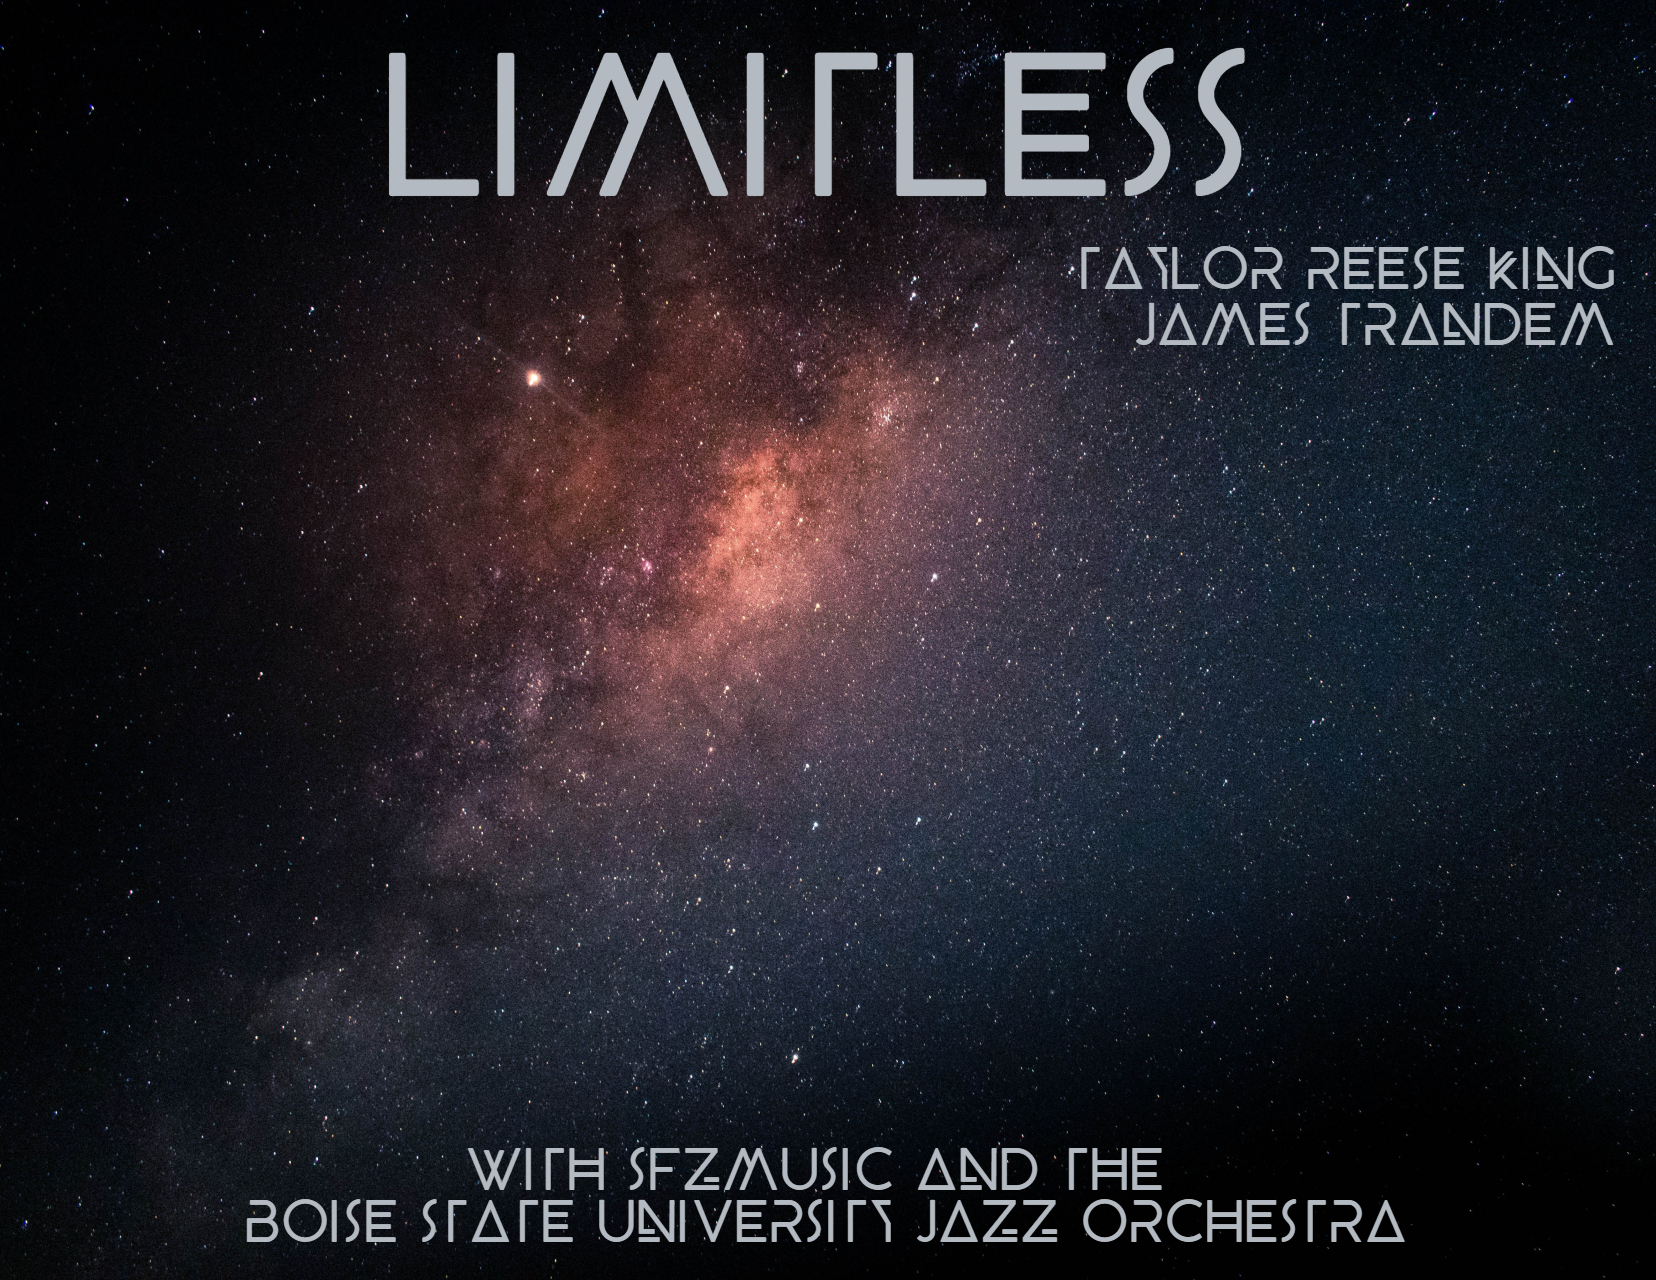 LIMITLESS
TAYLOR REESE KING
JAMES TRANDEM
WITH SFZMUSIC AND THE
BOISE STATE UNIVERSITY JAZZ ORCHESTRA